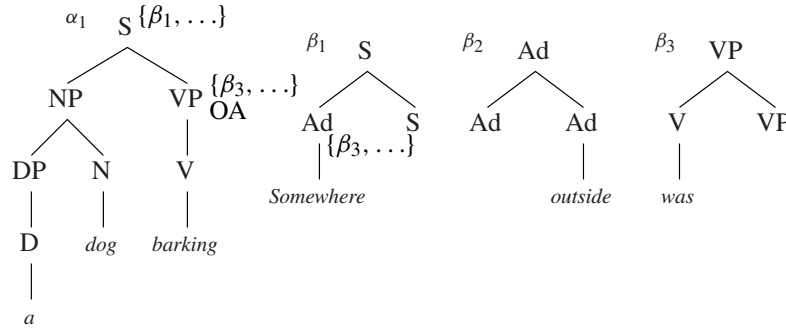 α1 S {β1, . . .} β1 S β2 Ad β3 VP
NP VP {β3, . . .} OA Ad {β3, . . .} S Ad Ad V VP
DP N V Somewhere outside was
D dog barking
a